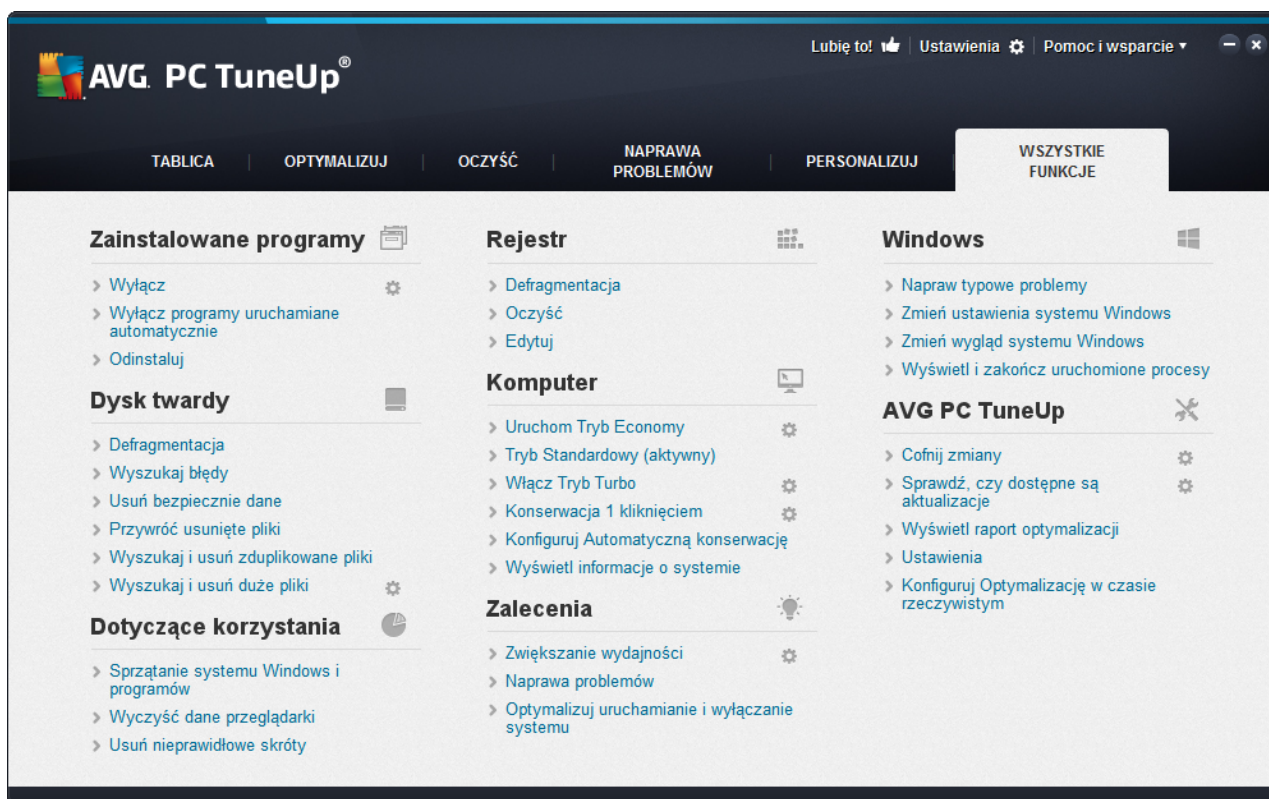 Lubię to! Ustawienia Pomoc i wsparcie
AVG. PC TuneUp®
TABLICA
OPTYMALIZUJ
OCZYŚĆ
NAPRAWA
PROBLEMÓW
PERSONALIZUJ
WSZYSTKIE
FUNKCJE
Zainstalowane programy
Wyłącz
Wyłącz programy uruchamiane
automatycznie
Odinstaluj
Dysk twardy
Defragmentacja
Wyszukaj błędy
Usuń bezpiecznie dane
Przywróć usunięte pliki
Wyszukaj i usuń zduplikowane pliki
Wyszukaj i usuń duże pliki
Dotyczące korzystania
Sprzątanie systemu Windows i
programów
Wyczyść dane przeglądarki
Usuń nieprawidłowe skróty
Rejestr
Defragmentacja
Oczyść
Edytuj
Komputer
Uruchom Tryb Economy
Tryb Standardowy (aktywny)
Włącz Tryb Turbo
Konserwacja 1 kliknięciem
Konfiguruj Automatyczną konserwację
Wyświetl informacje o systemie
Zalecenia
Zwiększanie wydajności
Naprawa problemów
Optymalizuj uruchamianie i wyłączanie
systemu
Windows
Napraw typowe problemy
Zmień ustawienia systemu Windows
Zmień wygląd systemu Windows
Wyświetl i zakończ uruchomione procesy
AVG PC TuneUp
Cofnij zmiany
Sprawdź, czy dostępne są
aktualizacje
Wyświetl raport optymalizacji
Ustawienia
Konfiguruj Optymalizację w czasie
rzeczywistym